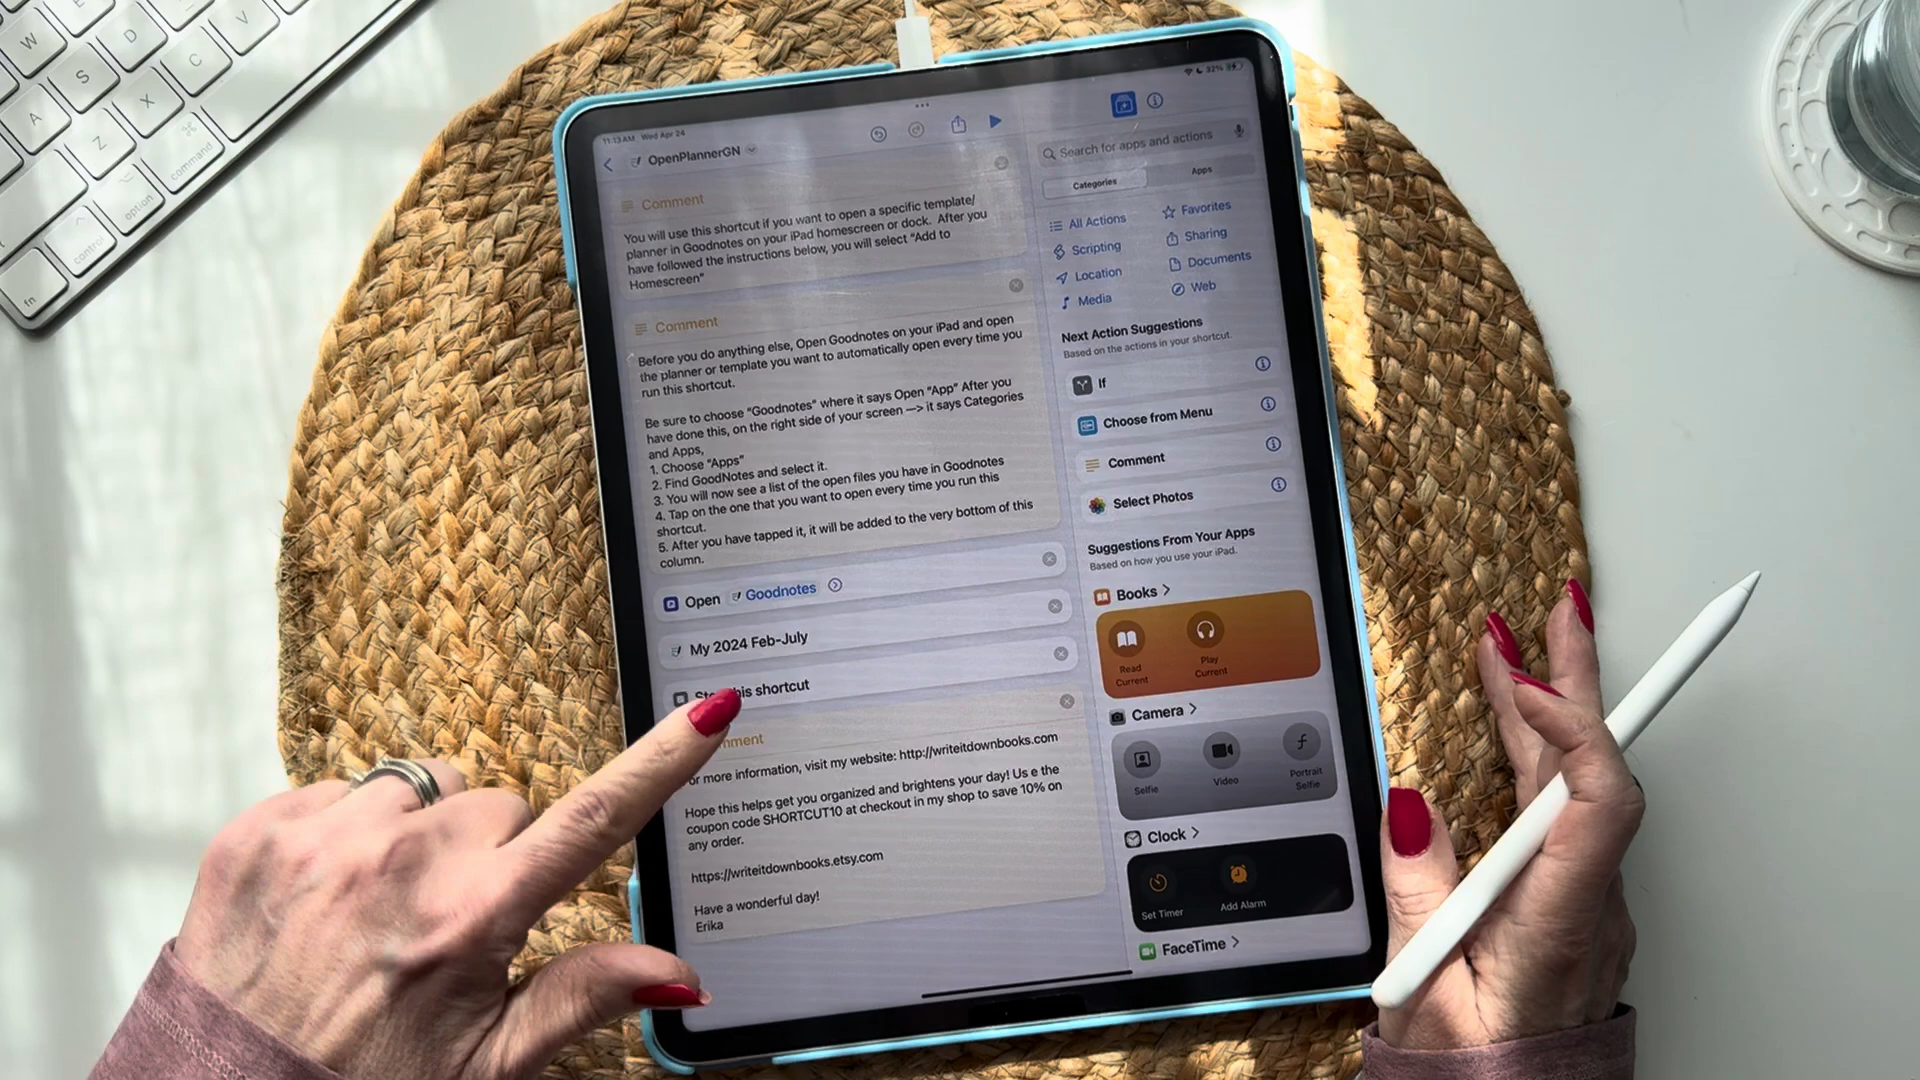 W
D
V
S
C
A
X
Z
⌘
command
⌥
option
^
control
fn
11:13 AM Wed Apr 24
32%
OpenPlannerGN
Comment
You will use this shortcut if you want to open a specific template/
planner in Goodnotes on your iPad homescreen or dock. After you
have followed the instructions below, you will select "Add to
Homescreen"
Comment
Before you do anything else, Open Goodnotes on your iPad and open
the planner or template you want to automatically open every time you
run this shortcut.
Be sure to choose "Goodnotes" where it says Open "App" After you
have done this, on the right side of your screen —> it says Categories
and Apps,
1. Choose "Apps"
2. Find GoodNotes and select it.
3. You will now see a list of the open files you have in Goodnotes
4. Tap on the one that you want to open every time you run this
shortcut.
5. After you have tapped it, it will be added to the very bottom of this
column.
Open Goodnotes
My 2024 Feb-July
this shortcut
For more information, visit my website: http://writeitdownbooks.com
Hope this helps get you organized and brightens your day! Us e the
coupon code SHORTCUT10 at checkout in my shop to save 10% on
any order.
https://writeitdownbooks.etsy.com
Have a wonderful day!
Erika
Search for apps and actions
Categories Apps
All Actions Favorites
Scripting Sharing
Location Documents
Media Web
Next Action Suggestions
Based on the actions in your shortcut.
If
Choose from Menu
Comment
Select Photos
Suggestions From Your Apps
Based on how you use your iPad.
Books >
Read Current
Play Current
Camera >
Selfie
Video
Portrait Selfie
Clock >
Set Timer
Add Alarm
FaceTime >